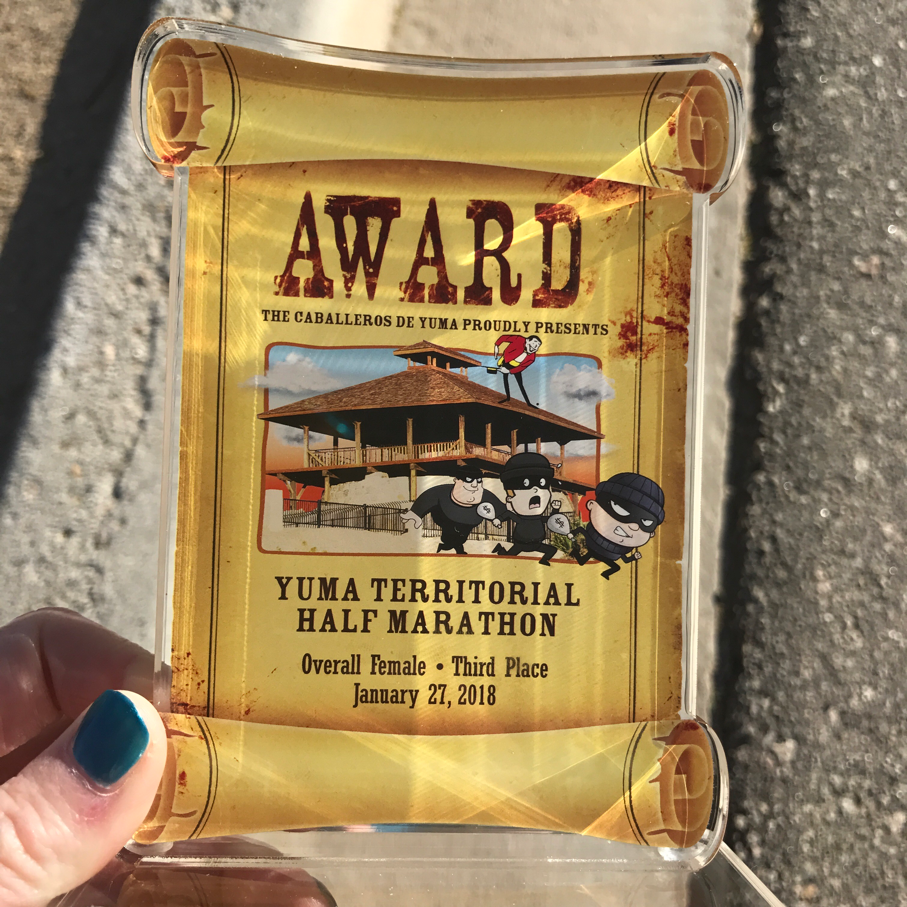 AWARD
THE CABALLEROS DE YUMA PROUDLY PRESENTS
$
$
YUMA TERRITORIAL
HALF MARATHON
Overall Female • Third Place
January 27, 2018